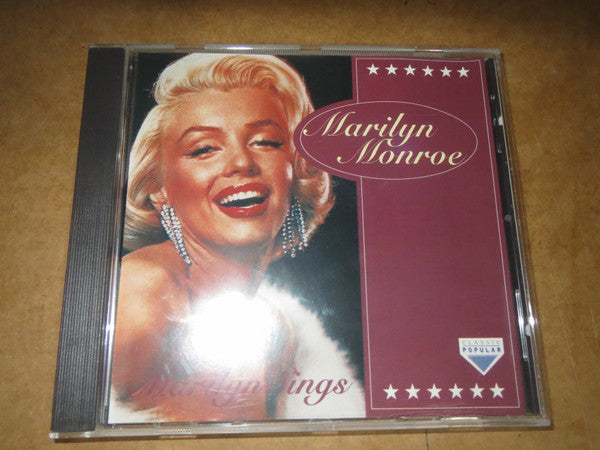 Marilyn
Monroe
Marilyn Sings
CLASSIC
POPULAR